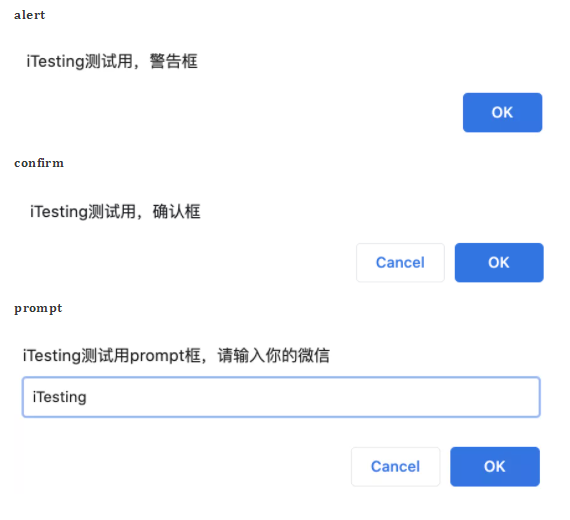 alert
iTesting测试用，警告框
OK
confirm
iTesting测试用，确认框
Cancel OK
prompt
iTesting测试用prompt框，请输入你的微信
iTesting
Cancel OK